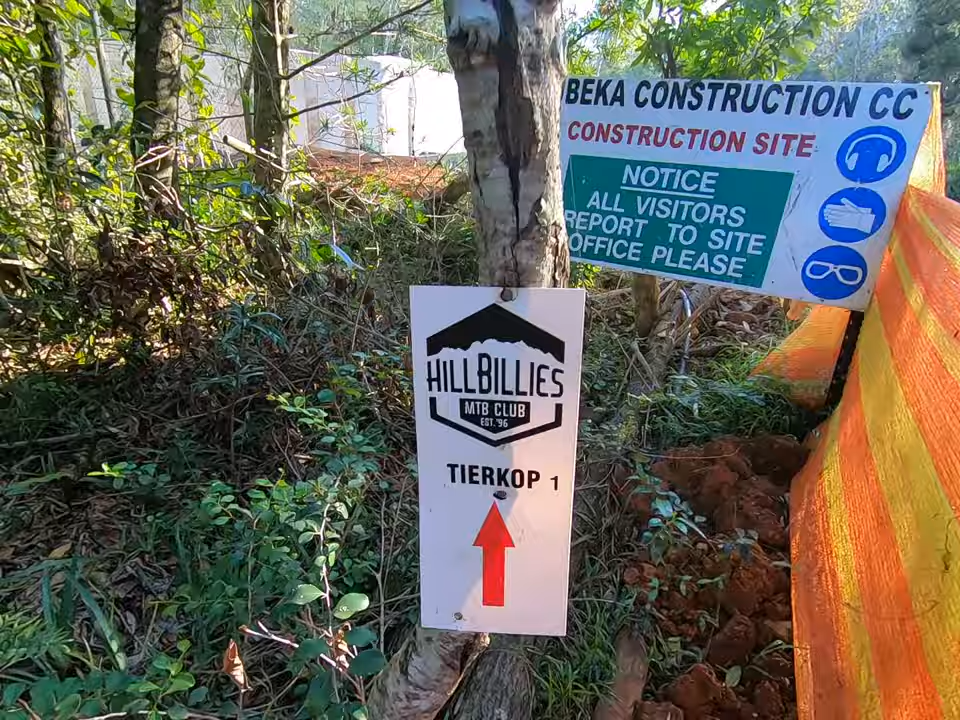 BEKA CONSTRUCTION CC
CONSTRUCTION SITE
NOTICE
ALL VISITORS
REPORT TO SITE
OFFICE PLEASE
HILLBILLIES
MTB CLUB
EST. '96
TIERKOP 1